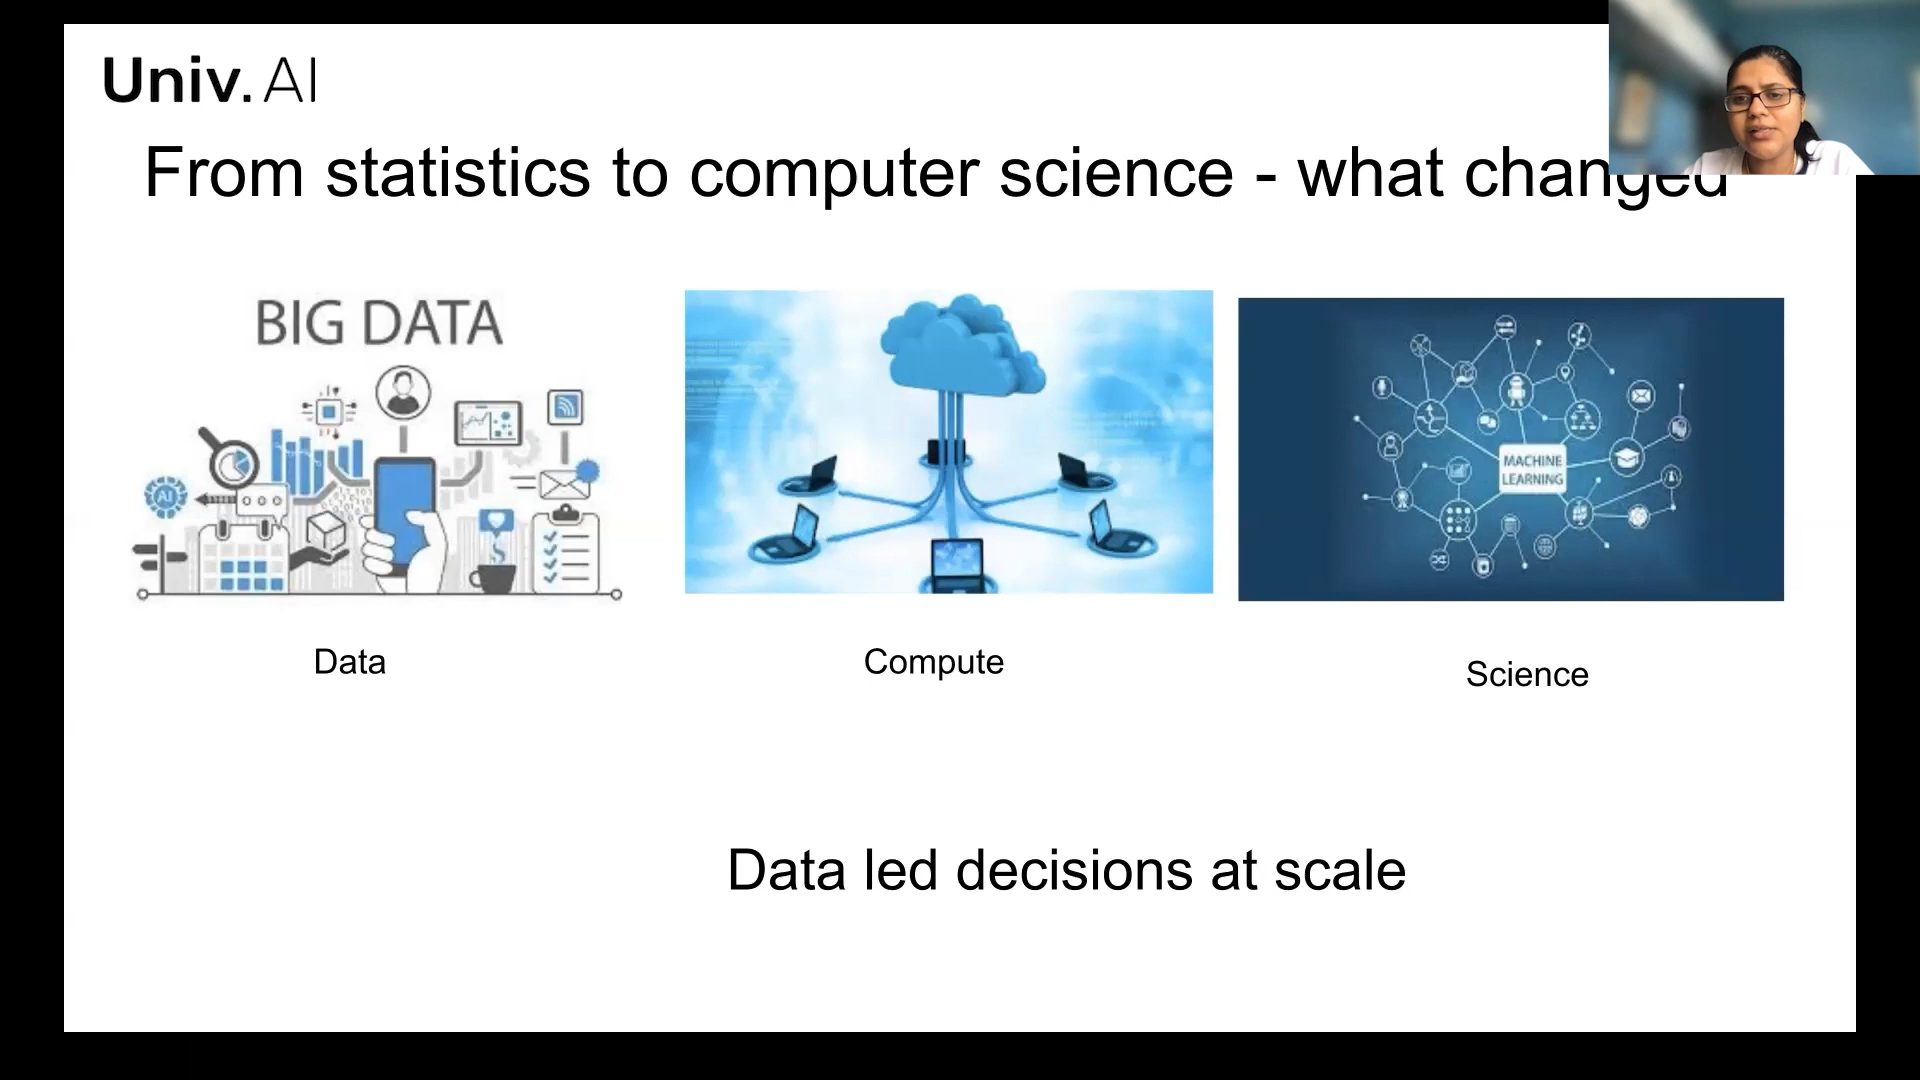 Univ.AI
From statistics to computer science - what changed
BIG DATA
AI
$
MACHINE
LEARNING
Data
Compute
Science
Data led decisions at scale